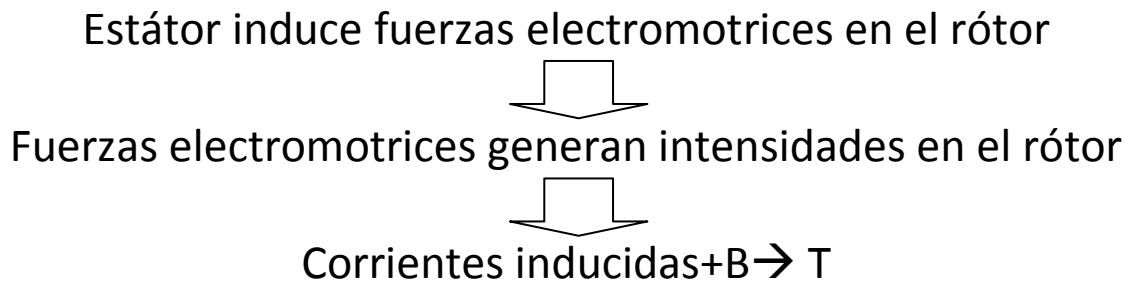 Estátor induce fuerzas electromotrices en el rótor
Fuerzas electromotrices generan intensidades en el rótor
Corrientes inducidas+B→ T